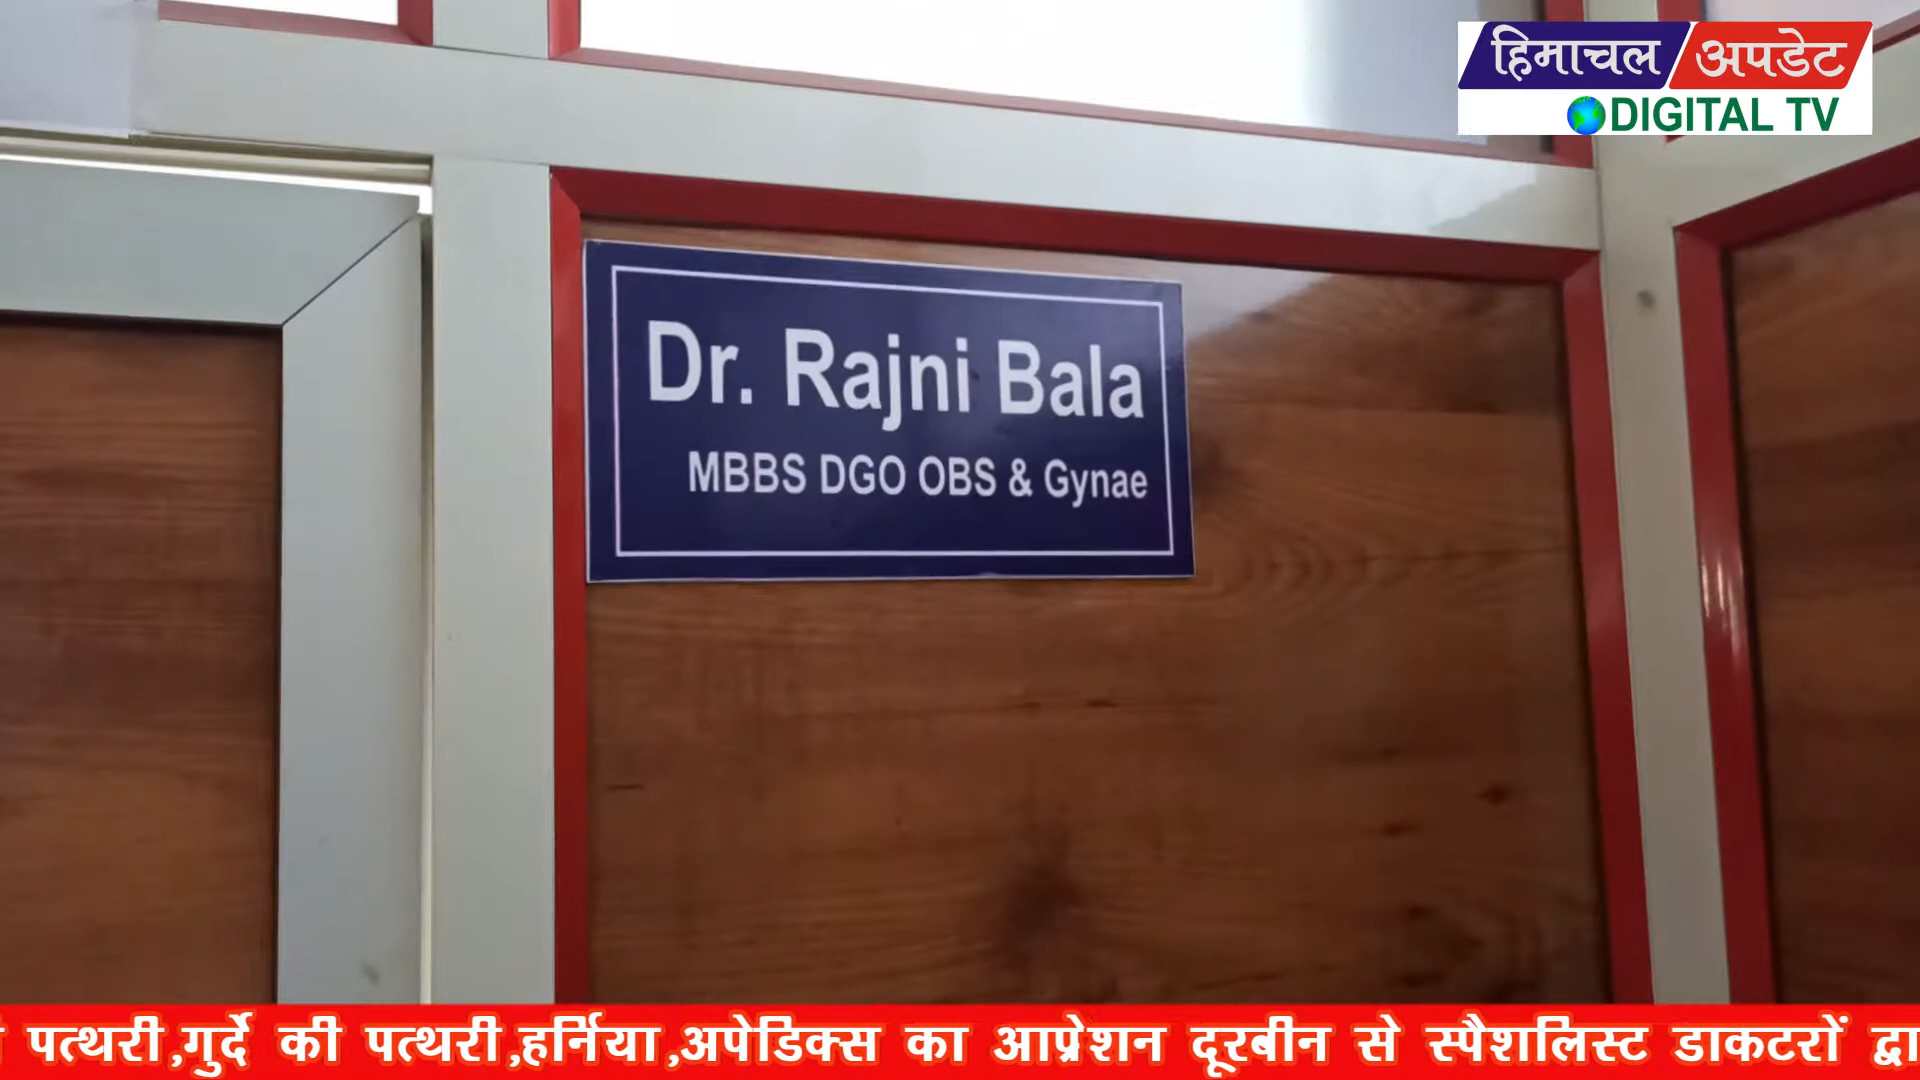 हिमाचल अपडेट
DIGITAL TV
Dr. Rajni Bala
MBBS DGO OBS & Gynae
पत्थरी,गुर्दे की पत्थरी,हर्निया,अपेडिक्स का आप्रेशन दूरबीन से स्पैशलिस्ट डाकटरों